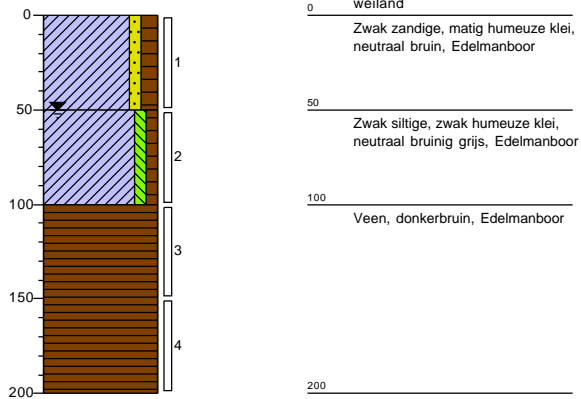 0
50
100
150
200
1
2
3
4
0
weiland
Zwak zandige, matig humeuze klei,
neutraal bruin, Edelmanboor
50
Zwak siltige, zwak humeuze klei,
neutraal bruinig grijs, Edelmanboor
100
Veen, donkerbruin, Edelmanboor
200